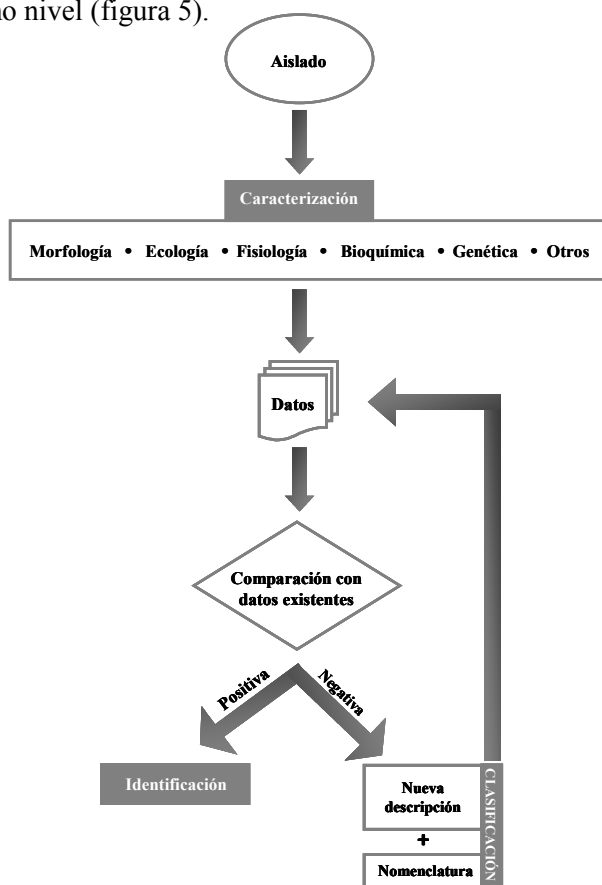 no nivel (figura 5).
Aislado
Caracterización
Morfología • Ecología • Fisiología • Bioquímica • Genética • Otros
Datos
Comparación con
datos existentes
Positiva
Negativa
Identificación
Nueva
descripción
+
Nomenclatura
CLASIFICACIÓN